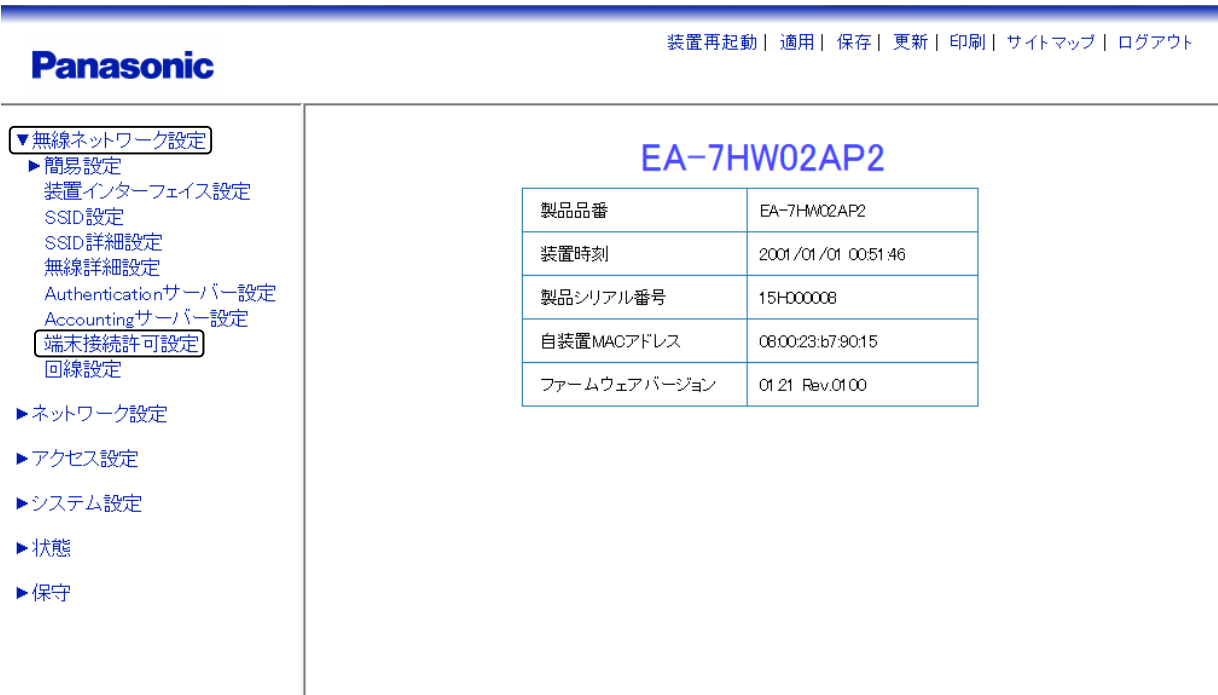 装置再起動| 適用| 保存| 更新| 印刷| サイトマップ| ログアウト
Panasonic
▼無線ネットワーク設定
▶簡易設定
装置インターフェイス設定
SSID設定
SSID詳細設定
無線詳細設定
Authenticationサーバー設定
Accountingサーバー設定
端末接続許可設定
回線設定
▶ネットワーク設定
▶アクセス設定
▶システム設定
▶状態
▶保守
EA-7HW02AP2
製品品番 EA-7HW02AP2
装置時刻 2001/01/01 00:51:46
製品シリアル番号 15H000008
自装置MACアドレス 08:00:23:b7:90:15
ファームウェアバージョン 01.21 Rev.01.00